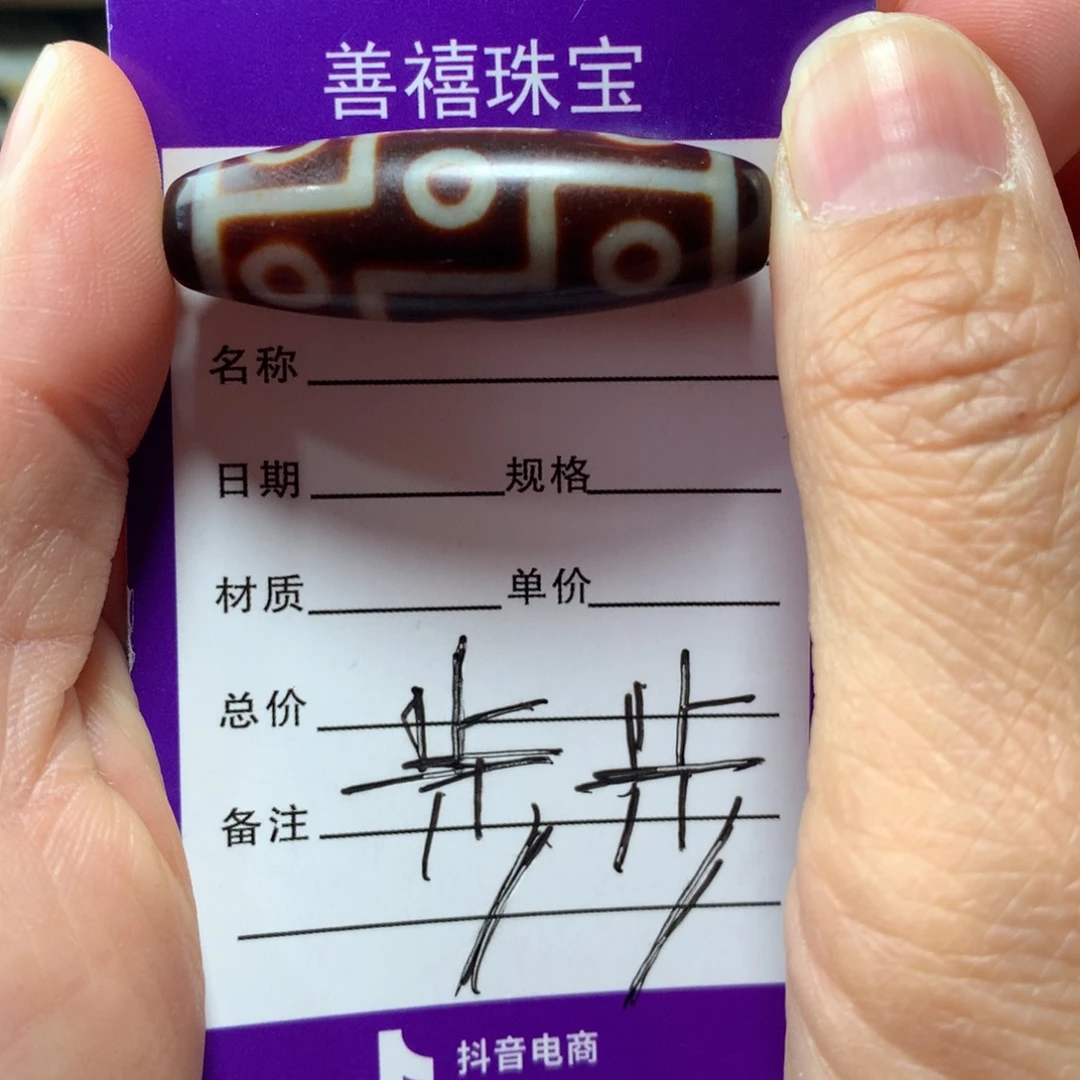 善禧珠宝
名称
日期 规格
材质 单价
总价
备注
步步
抖音电商